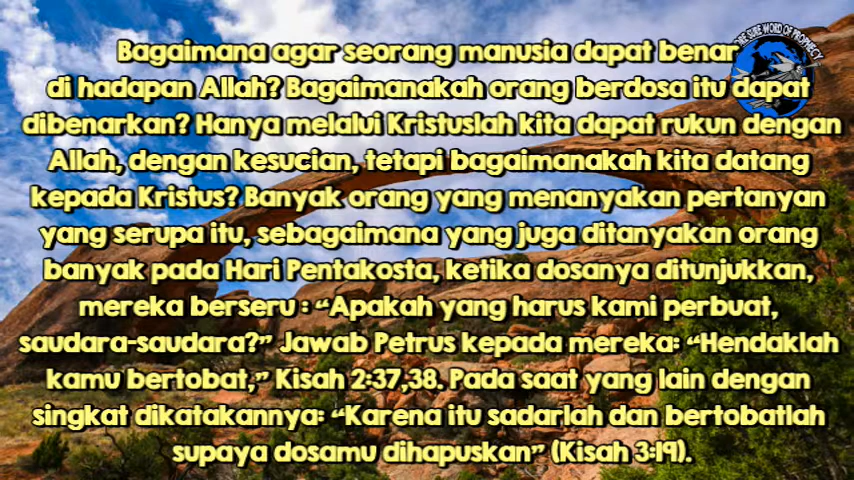 Bagaimana agar seorang manusia dapat benar
di hadapan Allah? Bagaimanakah orang berdosa itu dapat
dibenarkan? Hanya melalui Kristuslah kita dapat rukun dengan
Allah, dengan kesucian, tetapi bagaimanakah kita datang
kepada Kristus? Banyak orang yang menanyakan pertanyan
yang serupa itu, sebagaimana yang juga ditanyakan orang
banyak pada Hari Pentakosta, ketika dosanya ditunjukkan,
mereka berseru : “Apakah yang harus kami perbuat,
saudara-saudara?” Jawab Petrus kepada mereka: “Hendaklah
kamu bertobat,” Kisah 2:37,38. Pada saat yang lain dengan
singkat dikatakannya: “Karena itu sadarlah dan bertobatlah
supaya dosamu dihapuskan” (Kisah 3:19).
SURE WORD OF PROPHECY